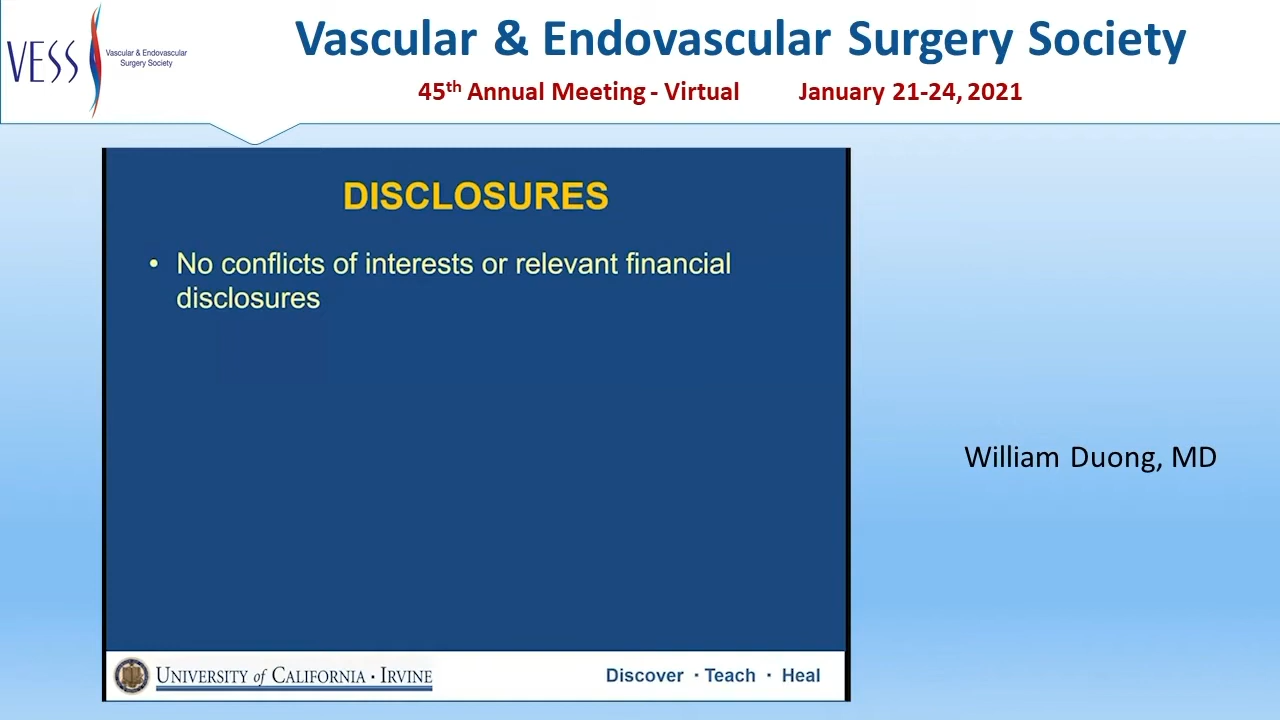 VESS
Vascular & Endovascular
Surgery Society
Vascular & Endovascular Surgery Society
45th Annual Meeting - Virtual January 21-24, 2021
DISCLOSURES
• No conflicts of interests or relevant financial
disclosures
William Duong, MD
UNIVERSITY of CALIFORNIA · IRVINE
Discover · Teach · Heal